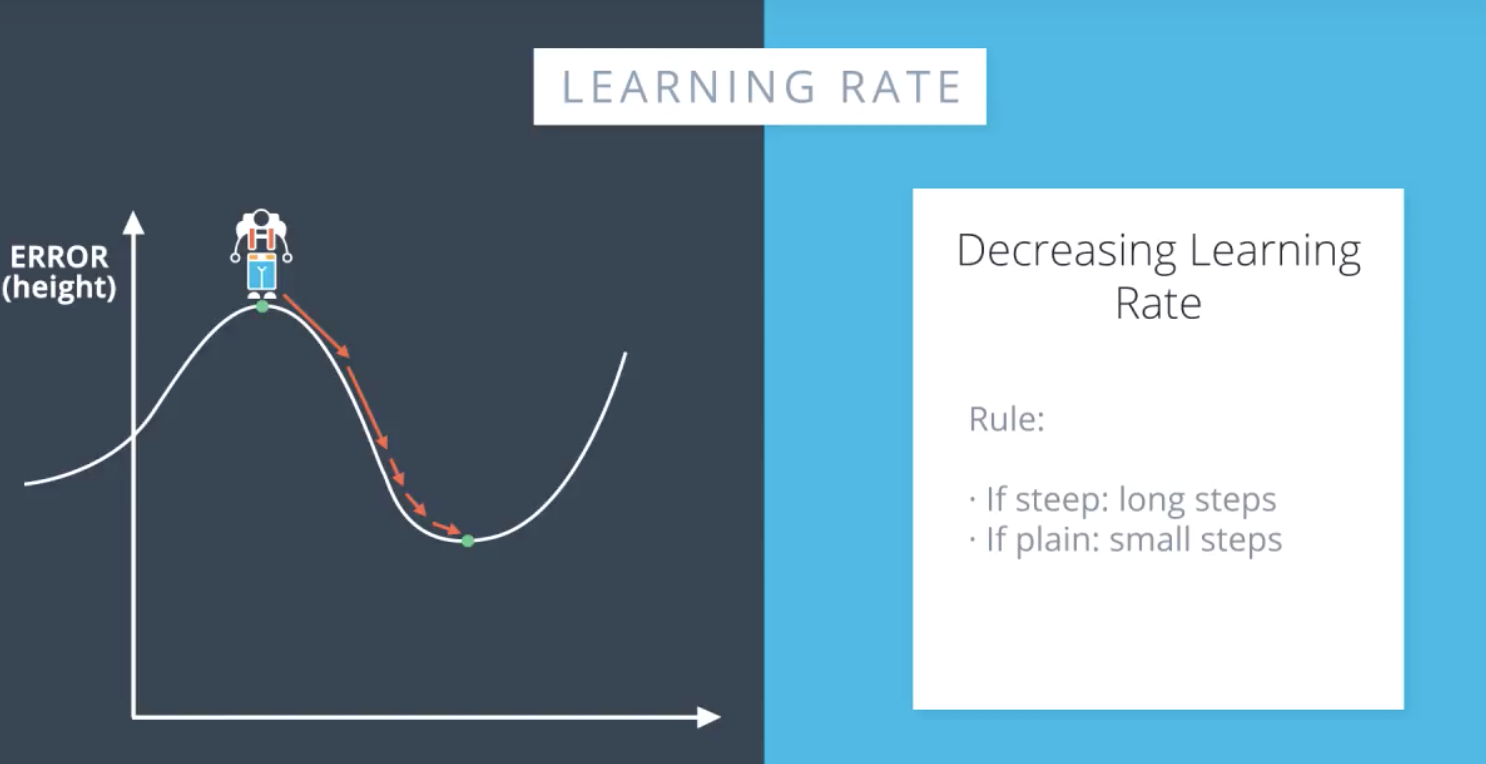 LEARNING RATE
ERROR
(height)
Decreasing Learning
Rate
Rule:
· If steep: long steps
· If plain: small steps